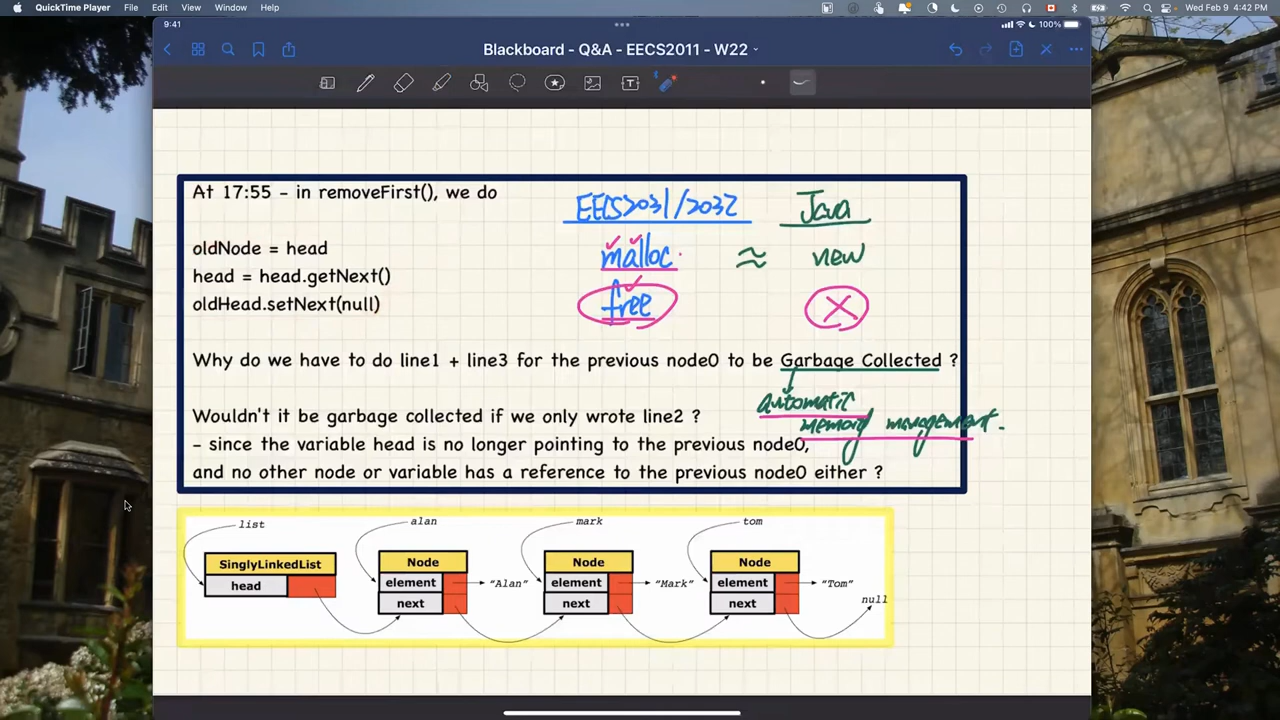 QuickTime Player File Edit View Window Help Wed Feb 9 4:42 PM
9:41 100%
Blackboard - Q&A - EECS2011 - W22
At 17:55 - in removeFirst(), we do
EECS2031/2032 Java
oldNode = head
malloc ≈ new
head = head.getNext()
oldHead.setNext(null)
free X
Why do we have to do line1 + line3 for the previous node0 to be Garbage Collected ?
automatic
Wouldn't it be garbage collected if we only wrote line2 ?
memory management.
- since the variable head is no longer pointing to the previous node0,
and no other node or variable has a reference to the previous node0 either ?
list alan mark tom
SinglyLinkedList Node Node Node
head element "Alan" element "Mark" element "Tom"
next next next null